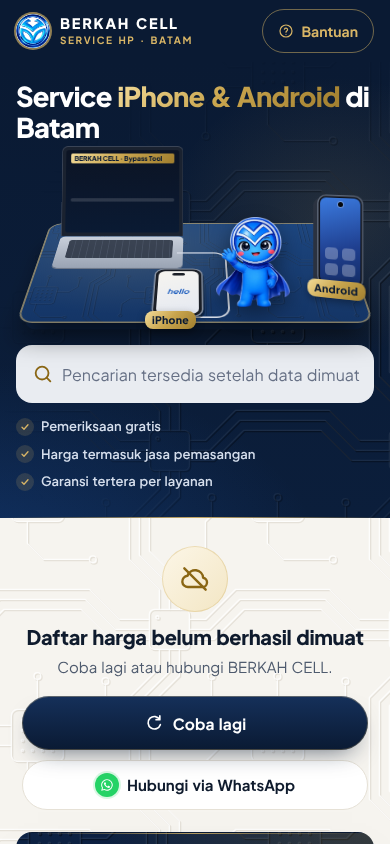 BERKAH CELL
SERVICE HP · BATAM
Bantuan
Service iPhone & Android di
Batam
BERKAH CELL · Bypass Tool
hello
iPhone
Android
Pencarian tersedia setelah data dimuat
Pemeriksaan gratis
Harga termasuk jasa pemasangan
Garansi tertera per layanan
Daftar harga belum berhasil dimuat
Coba lagi atau hubungi BERKAH CELL.
Coba lagi
Hubungi via WhatsApp